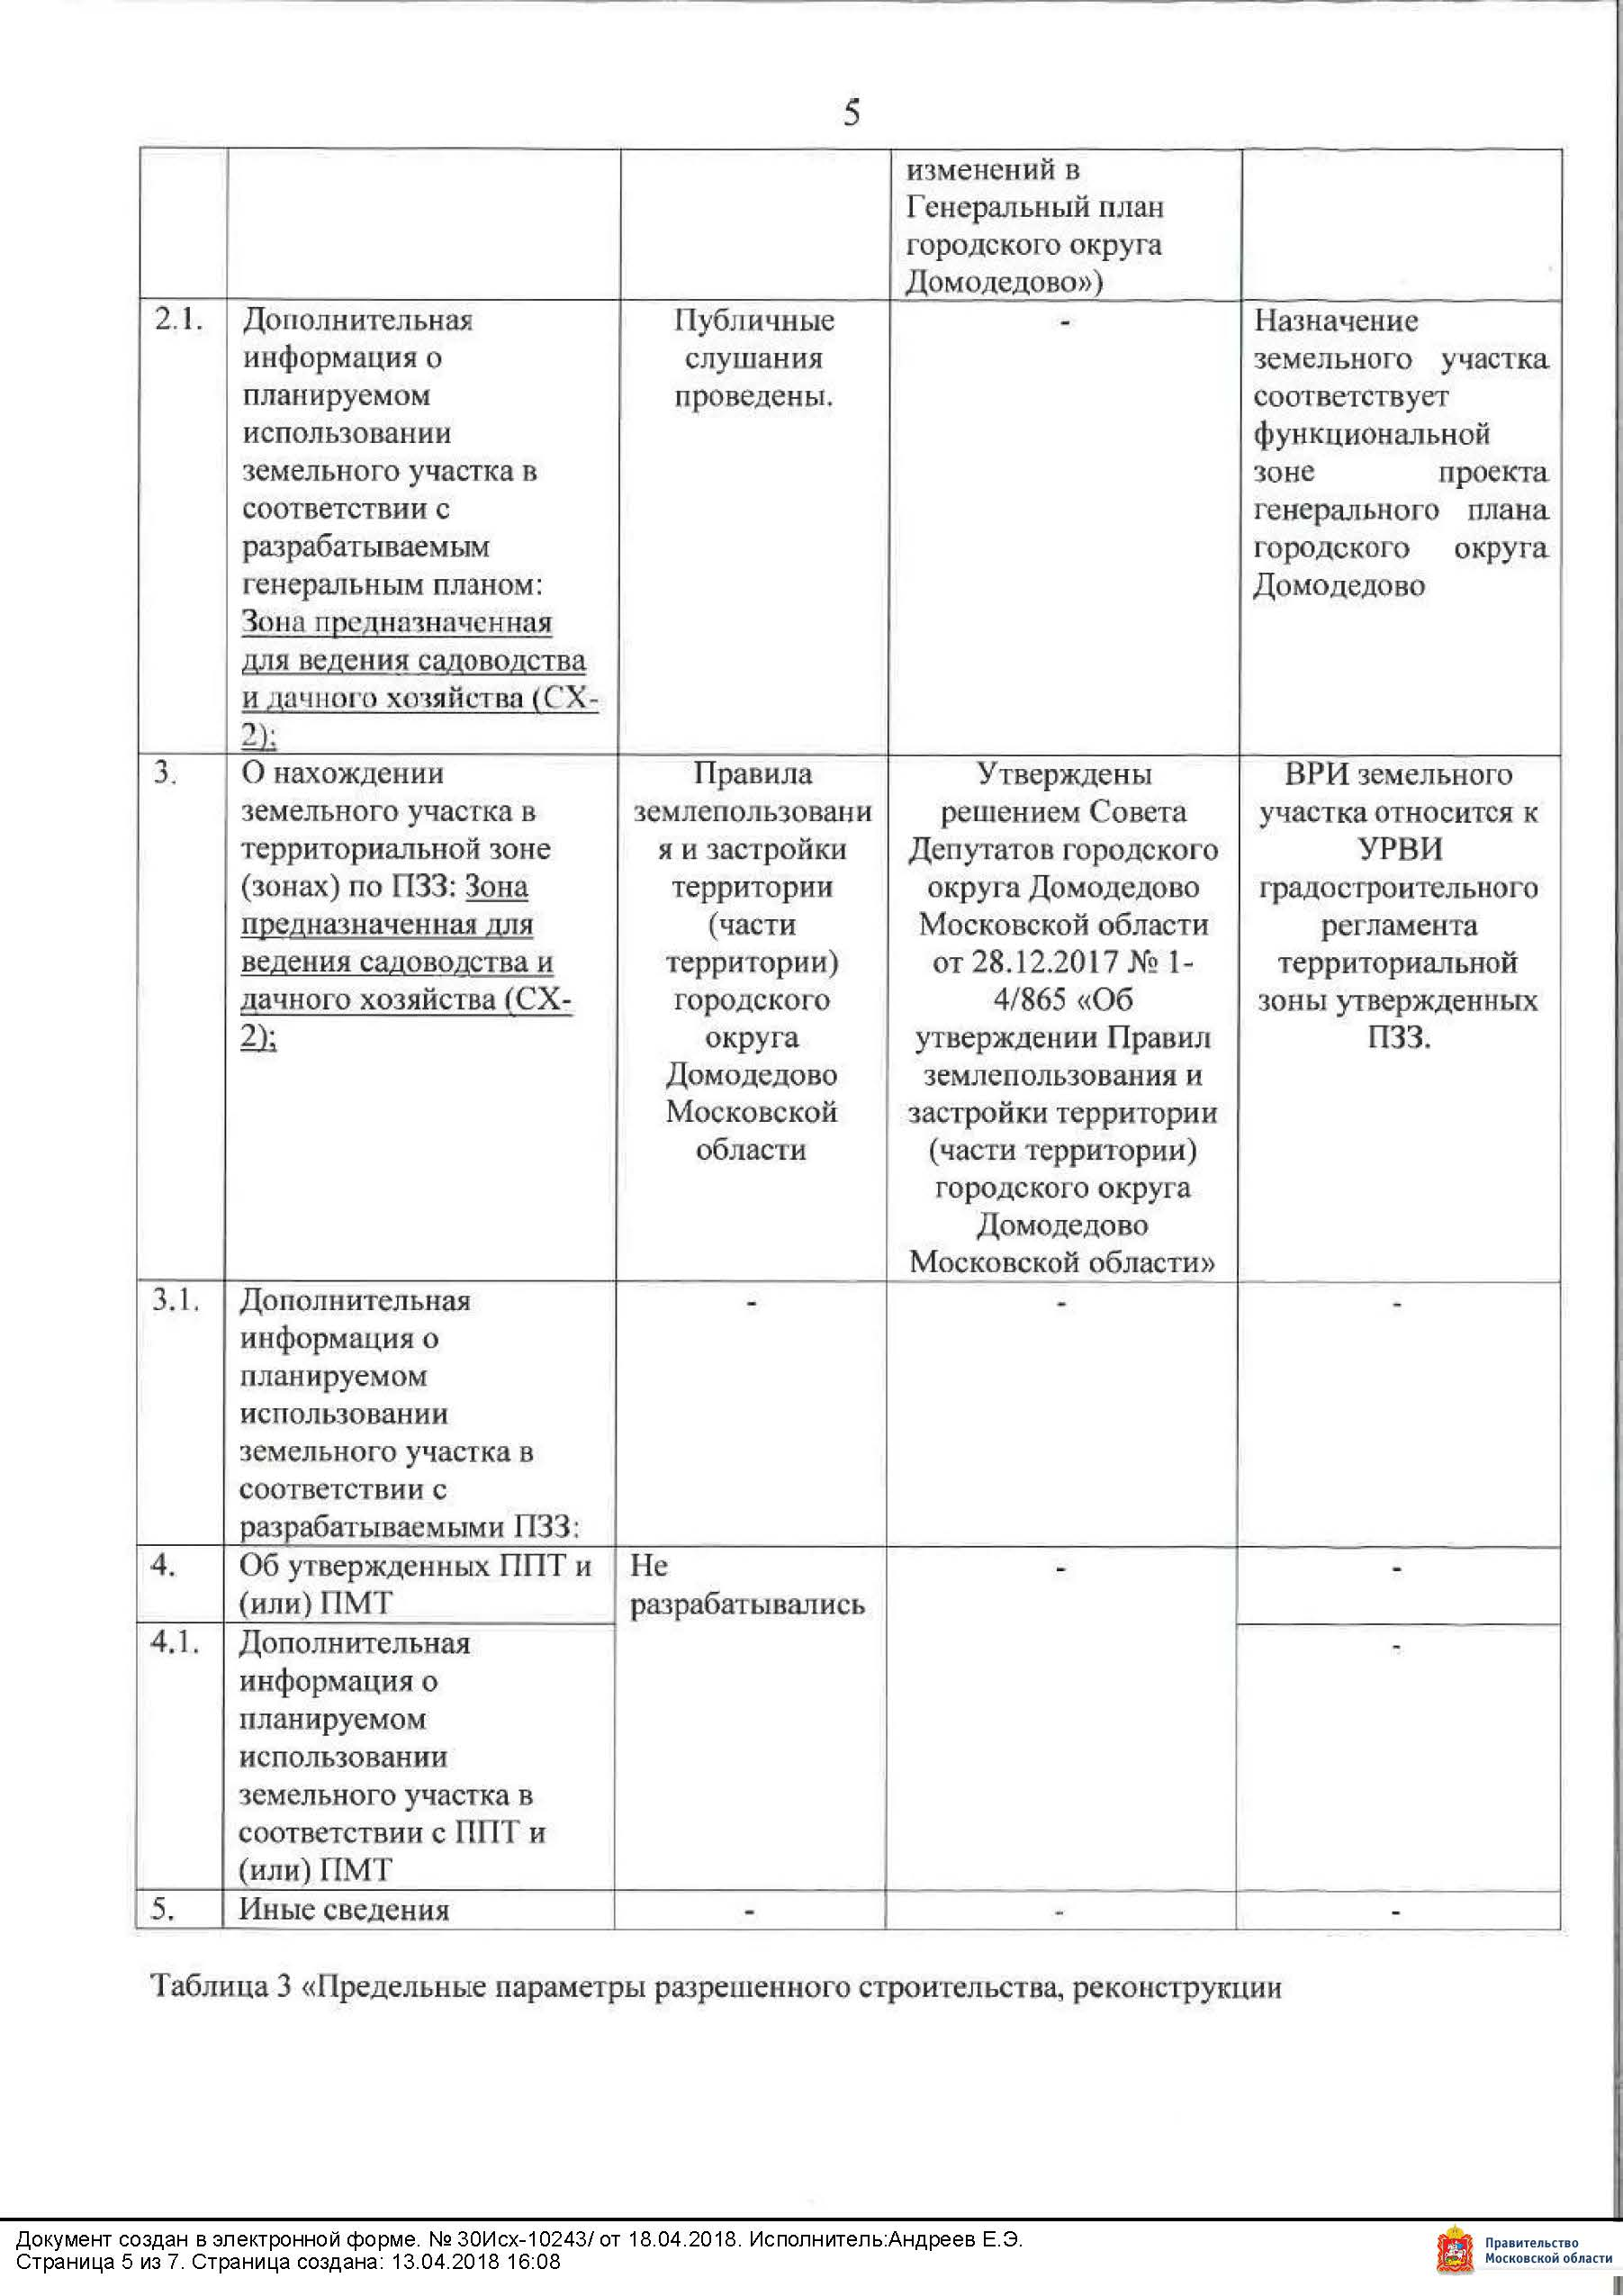 5
изменений в
Генеральный план
городского округа
Домодедово»)
2.1.
Дополнительная
информация о
планируемом
использовании
земельного участка в
соответствии с
разрабатываемым
генеральным планом:
Зона предназначенная
для ведения садоводства
и дачного хозяйства (СХ-
2);
Публичные
слушания
проведены.
-
Назначение
земельного участка
соответствует
функциональной
зоне проекта
генерального плана
городского округа
Домодедово
3.
О нахождении
земельного участка в
территориальной зоне
(зонах) по ПЗЗ: Зона
предназначенная для
ведения садоводства и
дачного хозяйства (СХ-
2);
Правила
землепользовани
я и застройки
территории
(части
территории)
городского
округа
Домодедово
Московской
области
Утверждены
решением Совета
Депутатов городского
округа Домодедово
Московской области
от 28.12.2017 № 1-
4/865 «Об
утверждении Правил
землепользования и
застройки территории
(части территории)
городского округа
Домодедово
Московской области»
ВРИ земельного
участка относится к
УРВИ
градостроительного
регламента
территориальной
зоны утвержденных
ПЗЗ.
3.1.
Дополнительная
информация о
планируемом
использовании
земельного участка в
соответствии с
разрабатываемыми ПЗЗ:
-
-
-
4.
Об утвержденных ППТ и
(или) ПМТ
Не
разрабатывались
-
-
4.1.
Дополнительная
информация о
планируемом
использовании
земельного участка в
соответствии с ППТ и
(или) ПМТ
-
5.
Иные сведения
-
-
-
Таблица 3 «Предельные параметры разрешенного строительства, реконструкции
Документ создан в электронной форме. № 30Исх-10243/ от 18.04.2018. Исполнитель:Андреев Е.Э.
Страница 5 из 7. Страница создана: 13.04.2018 16:08
Правительство
Московской области